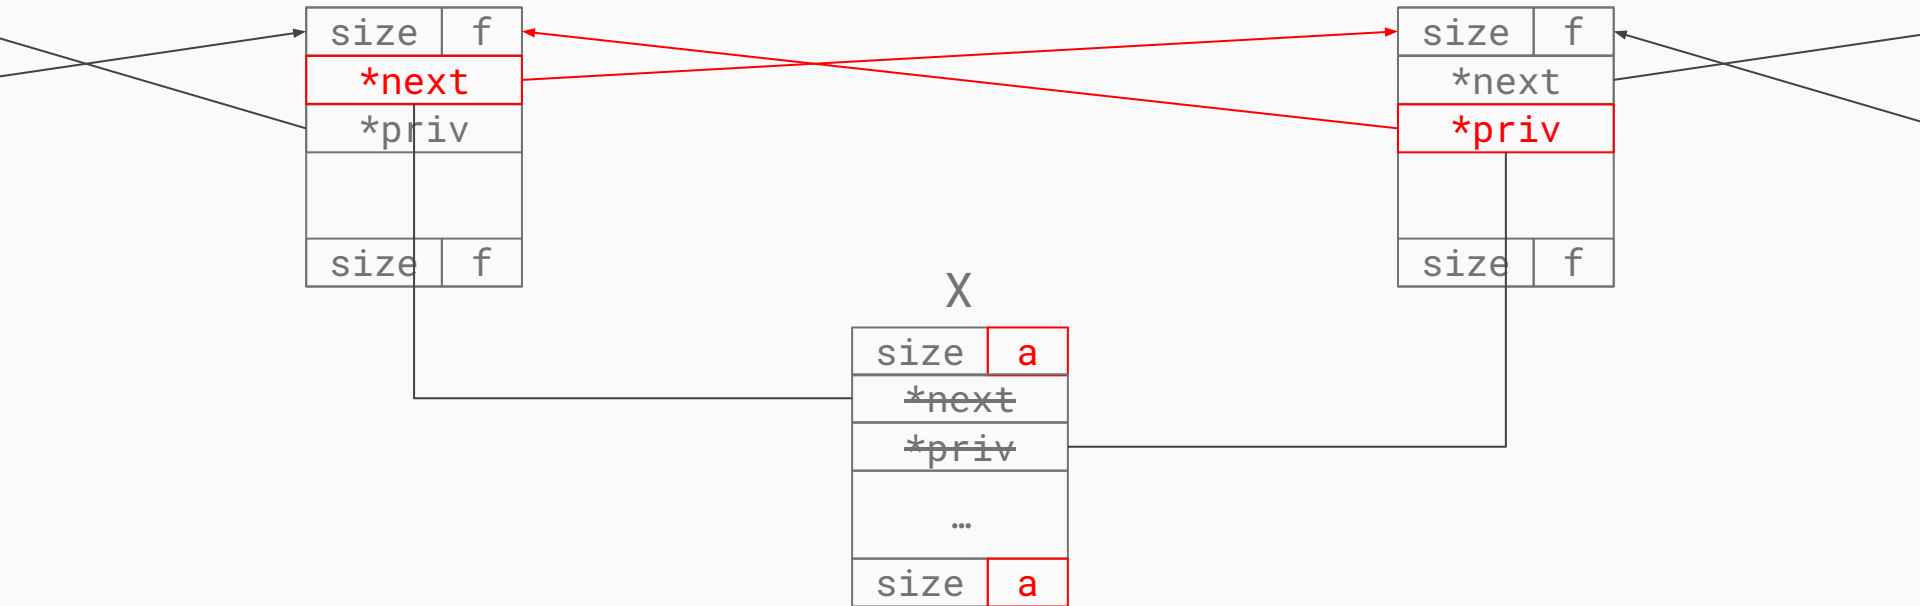 size f
*next
*priv
size f
size f
*next
*priv
size f
X
size a
*next
*priv
...
size a